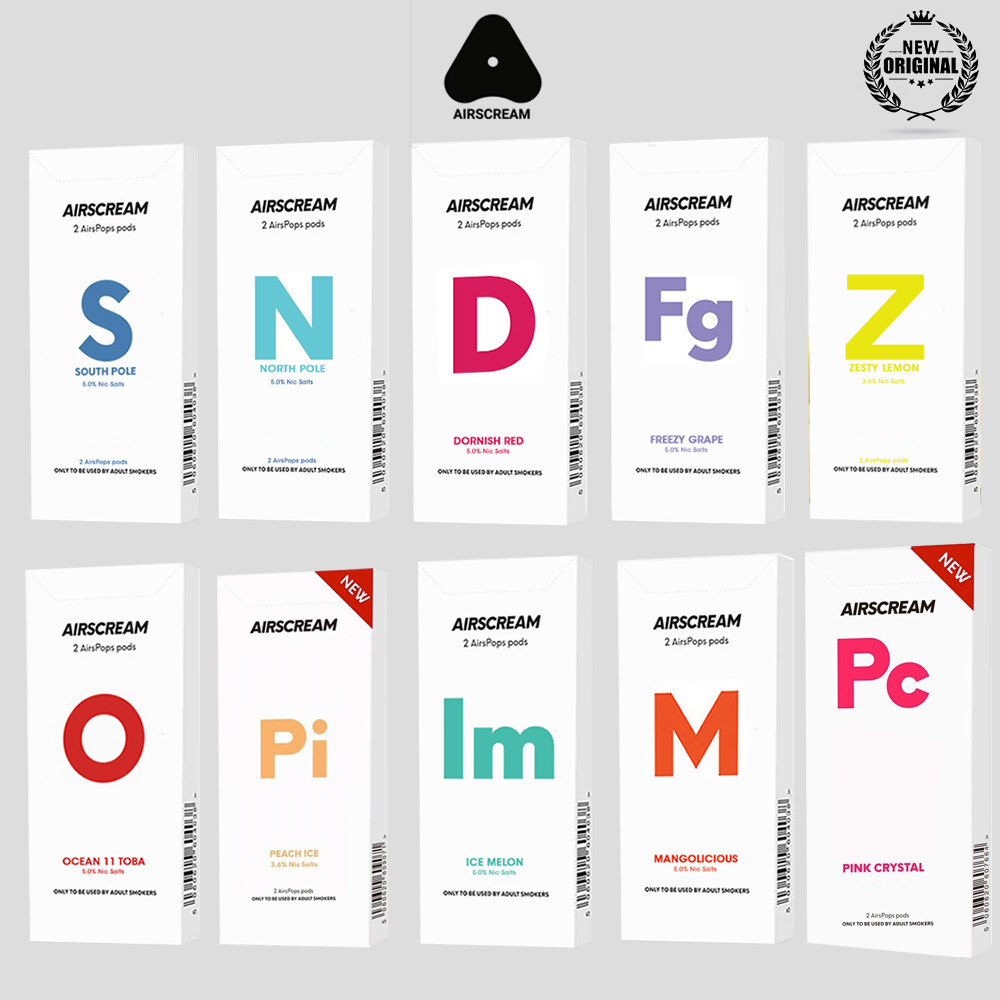 AIRSCREAM
NEW
ORIGINAL
AIRSCREAM
2 AirsPops pods
S
SOUTH POLE
5.0% Nic Salts
2 AirsPops pods
ONLY TO BE USED BY ADULT SMOKERS
AIRSCREAM
2 AirsPops pods
N
NORTH POLE
5.0% Nic Salts
2 AirsPops pods
ONLY TO BE USED BY ADULT SMOKERS
AIRSCREAM
2 AirsPops pods
D
DORNISH RED
5.0% Nic Salts
ONLY TO BE USED BY ADULT SMOKERS
AIRSCREAM
2 AirsPops pods
Fg
FREEZY GRAPE
5.0% Nic Salts
ONLY TO BE USED BY ADULT SMOKERS
AIRSCREAM
2 AirsPops pods
Z
ZESTY LEMON
3.6% Nic Salts
2 AirsPops pods
ONLY TO BE USED BY ADULT SMOKERS
AIRSCREAM
2 AirsPops pods
O
OCEAN 11 TOBA
5.0% Nic Salts
ONLY TO BE USED BY ADULT SMOKERS
NEW
AIRSCREAM
Pi
PEACH ICE
3.6% Nic Salts
2 AirsPops pods
ONLY TO BE USED BY ADULT SMOKERS
AIRSCREAM
2 AirsPops pods
Im
ICE MELON
5.0% Nic Salts
ONLY TO BE USED BY ADULT SMOKERS
AIRSCREAM
2 AirsPops pods
M
MANGOLICIOUS
5.0% Nic Salts
ONLY TO BE USED BY ADULT SMOKERS
NEW
AIRSCREAM
Pc
PINK CRYSTAL
2 AirsPops pods
ONLY TO BE USED BY ADULT SMOKERS